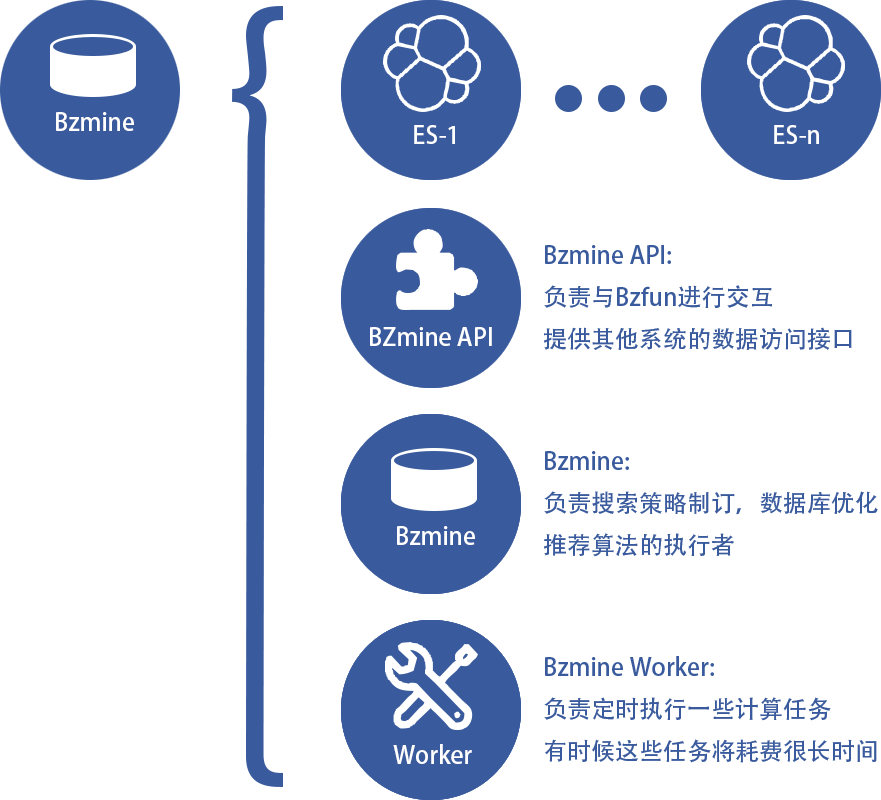 Bzmine
ES-1
ES-n
BZmine API
Bzmine API:
负责与Bzfun进行交互
提供其他系统的数据访问接口
Bzmine
Bzmine:
负责搜索策略制订，数据库优化
推荐算法的执行者
Worker
Bzmine Worker:
负责定时执行一些计算任务
有时候这些任务将耗费很长时间